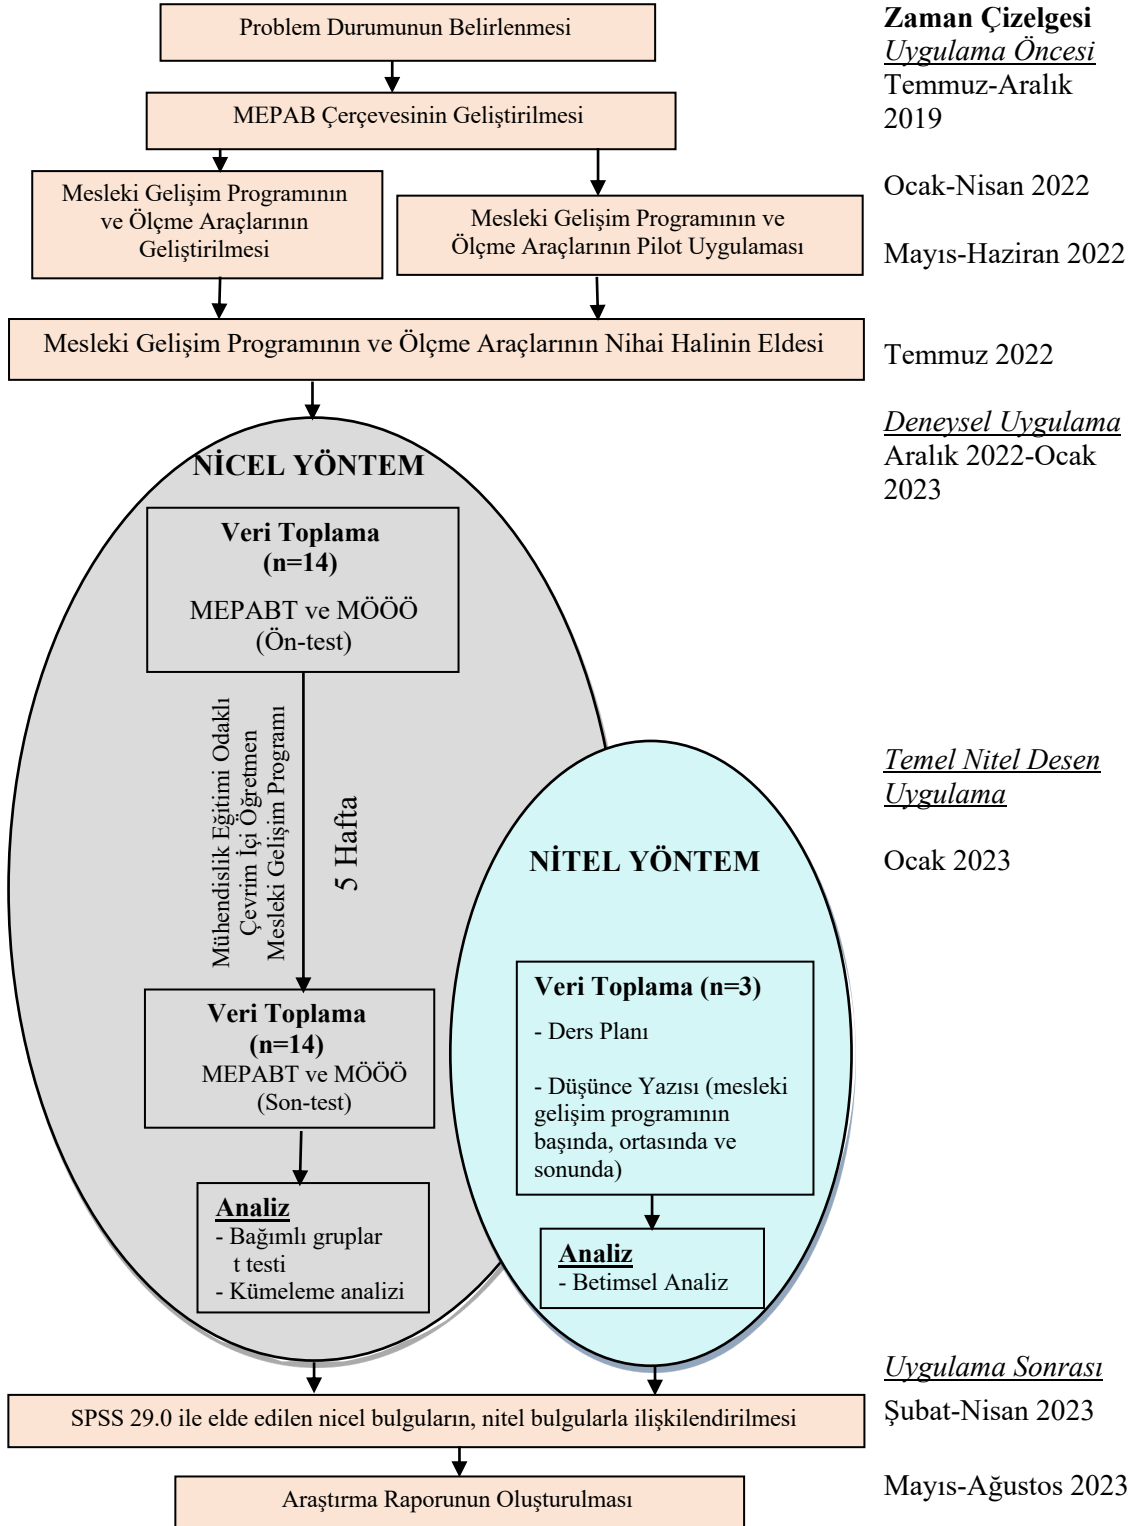 Problem Durumunun Belirlenmesi
Zaman Çizelgesi
Uygulama Öncesi
Temmuz-Aralık
2019
MEPAB Çerçevesinin Geliştirilmesi
Mesleki Gelişim Programının
ve Ölçme Araçlarının
Geliştirilmesi
Mesleki Gelişim Programının ve
Ölçme Araçlarının Pilot Uygulaması
Ocak-Nisan 2022
Mayıs-Haziran 2022
Mesleki Gelişim Programının ve Ölçme Araçlarının Nihai Halinin Eldesi
Temmuz 2022
Deneysel Uygulama
Aralık 2022-Ocak
2023
NİCEL YÖNTEM
Veri Toplama
(n=14)
MEPABT ve MÖÖÖ
(Ön-test)
Mühendislik Eğitimi Odaklı
Çevrim İçi Öğretmen
Mesleki Gelişim Programı
5 Hafta
Veri Toplama
(n=14)
MEPABT ve MÖÖÖ
(Son-test)
Analiz
- Bağımlı gruplar
t testi
- Kümeleme analizi
Temel Nitel Desen
Uygulama
Ocak 2023
NİTEL YÖNTEM
Veri Toplama (n=3)
- Ders Planı
- Düşünce Yazısı (mesleki
gelişim programının
başında, ortasında ve
sonunda)
Analiz
- Betimsel Analiz
Uygulama Sonrası
Şubat-Nisan 2023
SPSS 29.0 ile elde edilen nicel bulguların, nitel bulgularla ilişkilendirilmesi
Mayıs-Ağustos 2023
Araştırma Raporunun Oluşturulması